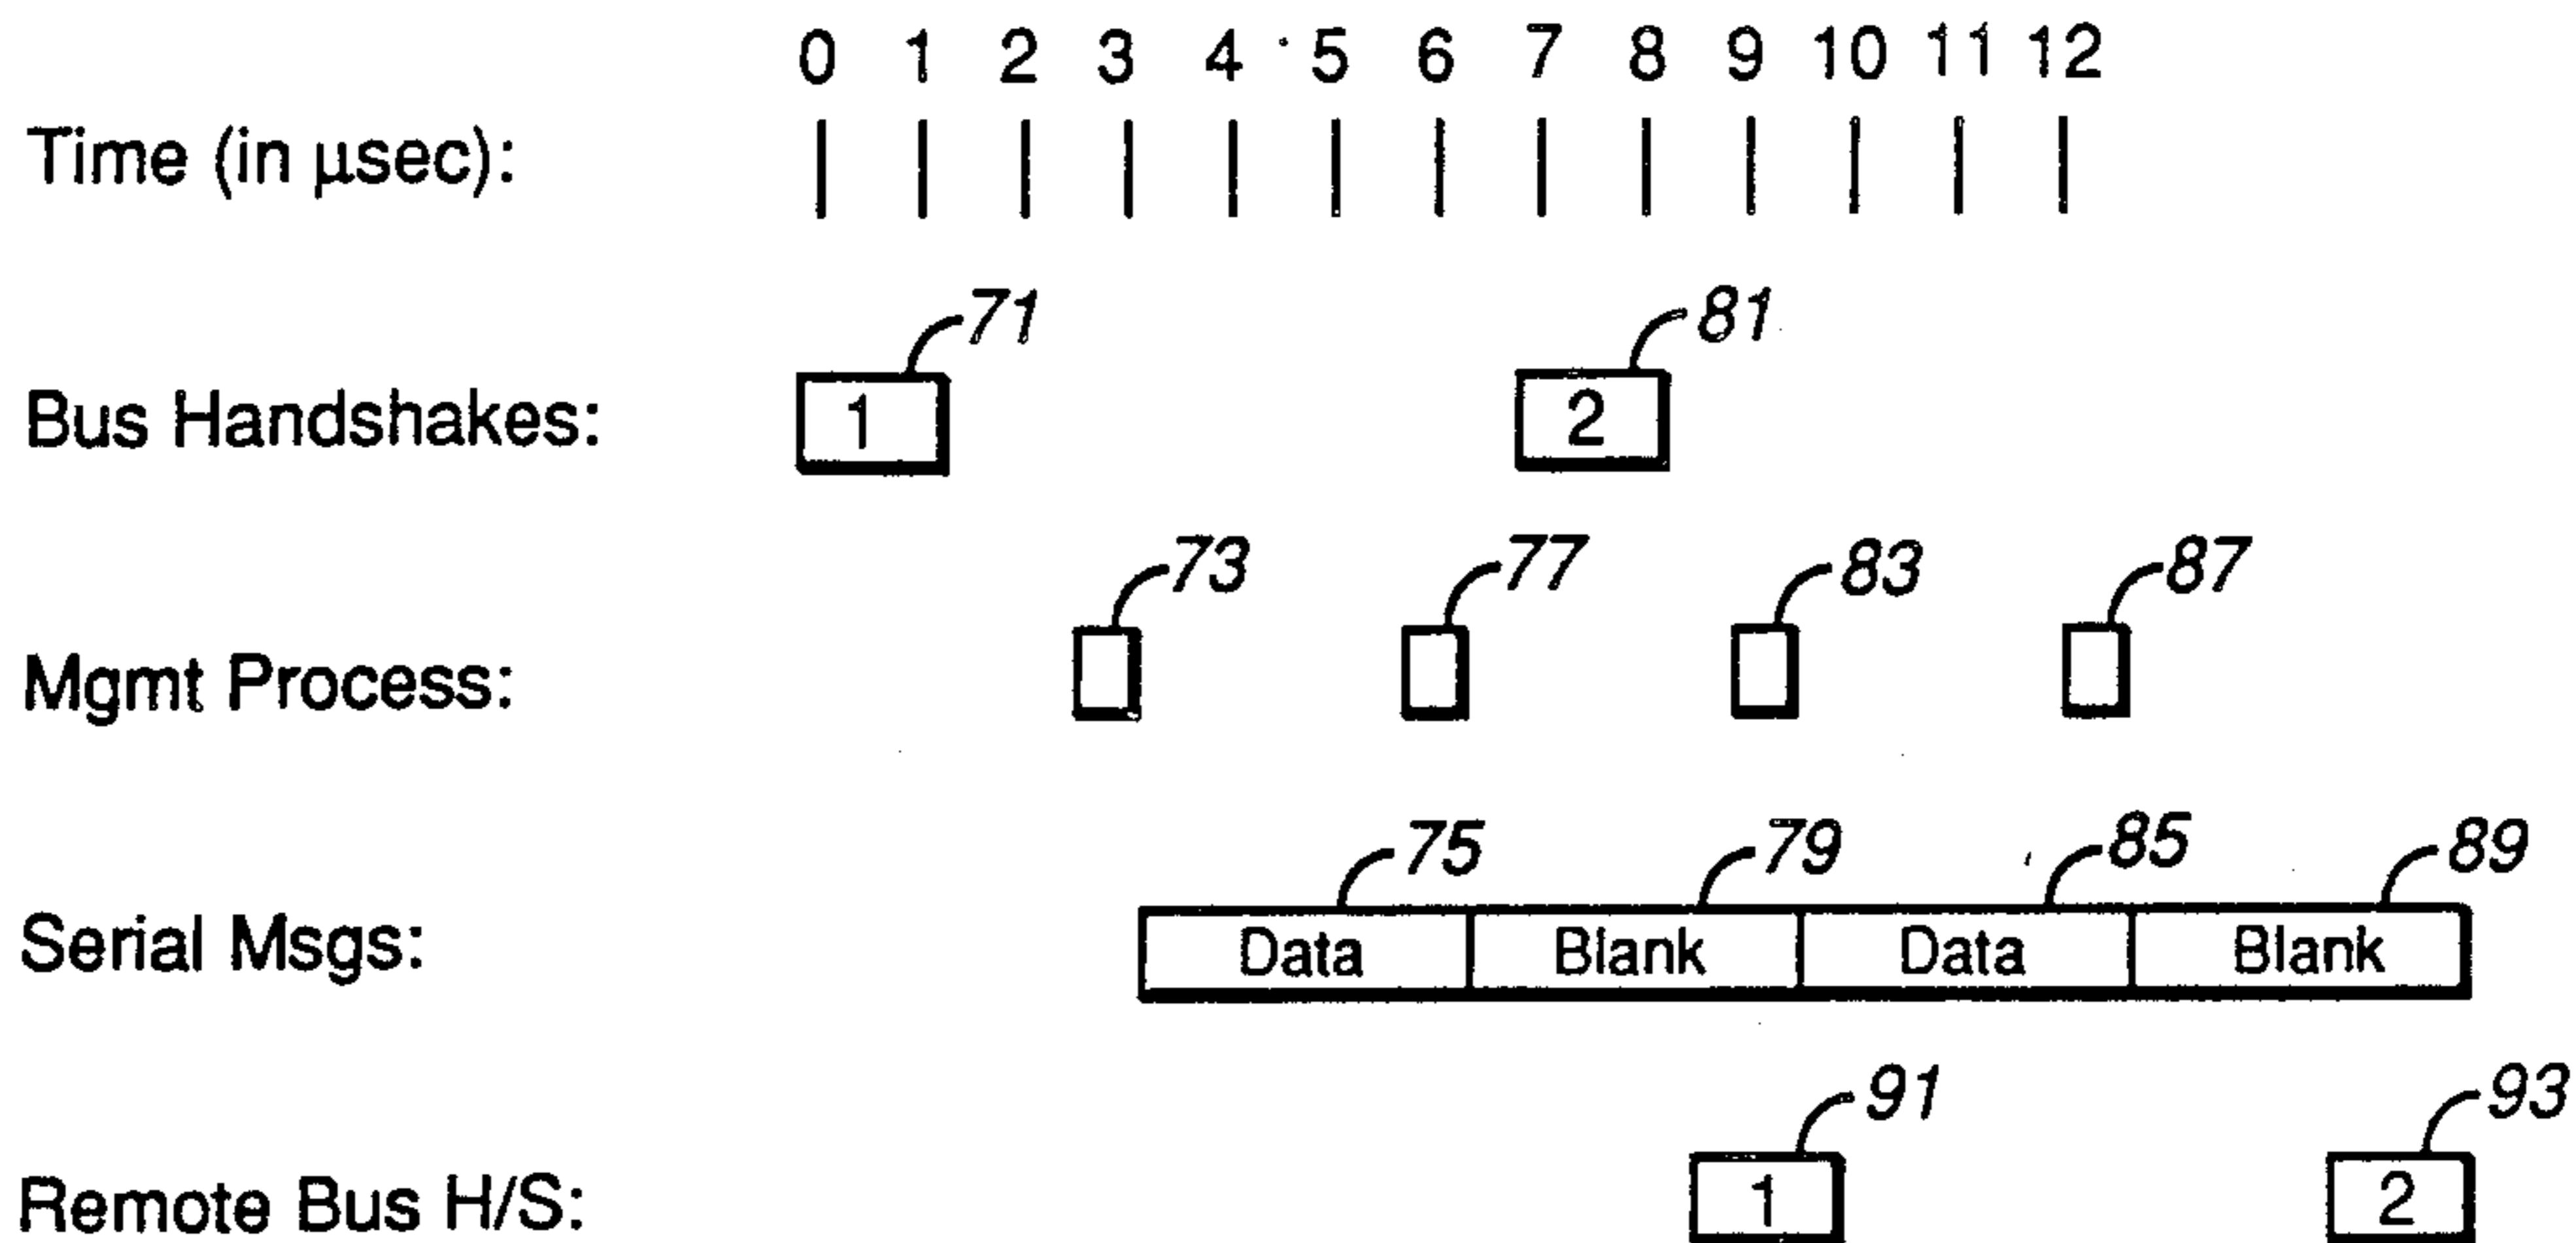 0 1 2 3 4 5 6 7 8 9 10 11 12
Time (in µsec):
71 81
Bus Handshakes: 1 2
73 77 83 87
Mgmt Process:
75 79 85 89
Serial Msgs: Data Blank Data Blank
91 93
Remote Bus H/S: 1 2